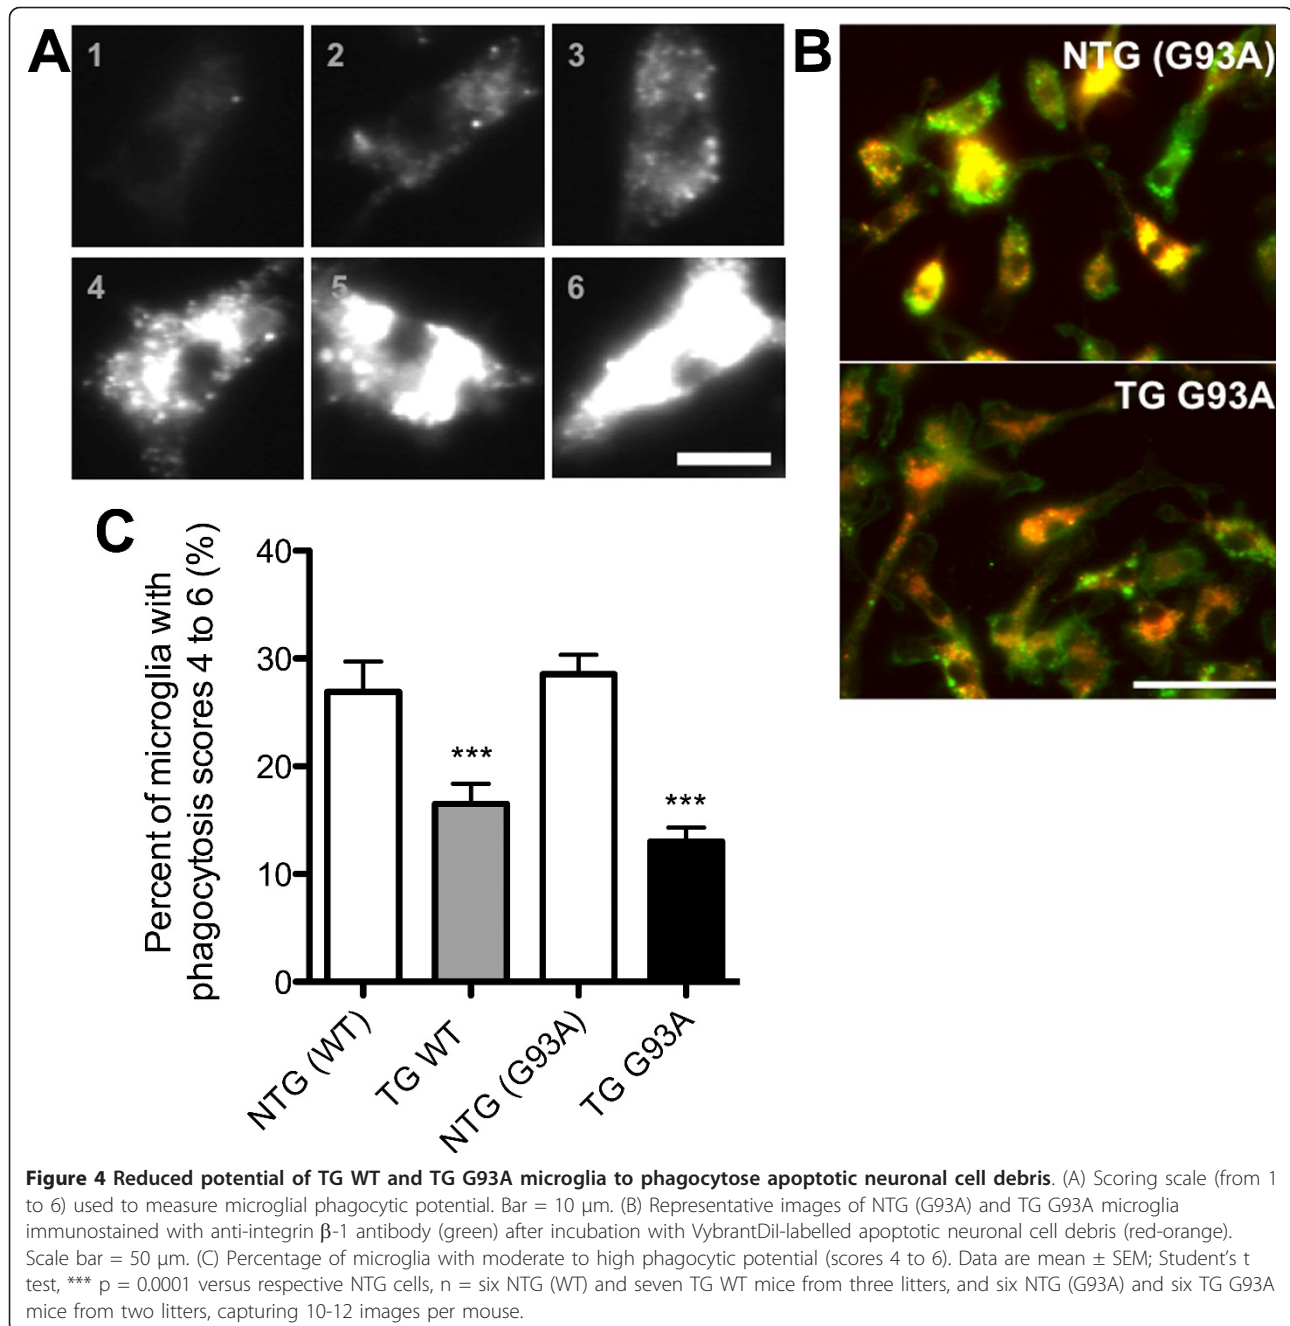 A
1
2
3
4
5
6
B
NTG (G93A)
TG G93A
C
Percent of microglia with
phagocytosis scores 4 to 6 (%)
40
30
20
10
0
***
***
NTG (WT)
TG WT
NTG (G93A)
TG G93A
Figure 4 Reduced potential of TG WT and TG G93A microglia to phagocytose apoptotic neuronal cell debris. (A) Scoring scale (from 1
to 6) used to measure microglial phagocytic potential. Bar = 10 μm. (B) Representative images of NTG (G93A) and TG G93A microglia
immunostained with anti-integrin β-1 antibody (green) after incubation with VybrantDiI-labelled apoptotic neuronal cell debris (red-orange).
Scale bar = 50 μm. (C) Percentage of microglia with moderate to high phagocytic potential (scores 4 to 6). Data are mean ± SEM; Student's t
test, *** p = 0.0001 versus respective NTG cells, n = six NTG (WT) and seven TG WT mice from three litters, and six NTG (G93A) and six TG G93A
mice from two litters, capturing 10-12 images per mouse.